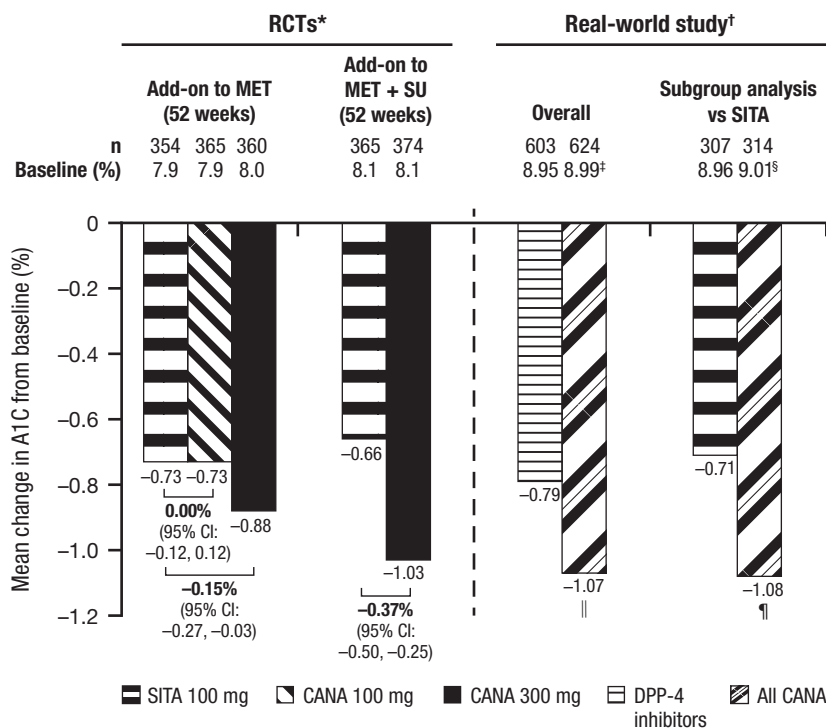 RCTs*
Real-world study†
Add-on to MET
(52 weeks)
Add-on to
MET + SU
(52 weeks)
Overall
Subgroup analysis
vs SITA
n 354 365 360 365 374 603 624 307 314
Baseline (%) 7.9 7.9 8.0 8.1 8.1 8.95 8.99‡ 8.96 9.01§
Mean change in A1C from baseline (%)
0
–0.2
–0.4
–0.6
–0.8
–1.0
–1.2
–0.73 –0.73
–0.88
0.00%
(95% CI:
–0.12, 0.12)
–0.15%
(95% CI:
–0.27, –0.03)
–0.66
–1.03
–0.37%
(95% CI:
–0.50, –0.25)
–0.79
–1.07
||
–0.71
–1.08
¶
SITA 100 mg CANA 100 mg CANA 300 mg DPP-4 All CANA
inhibitors